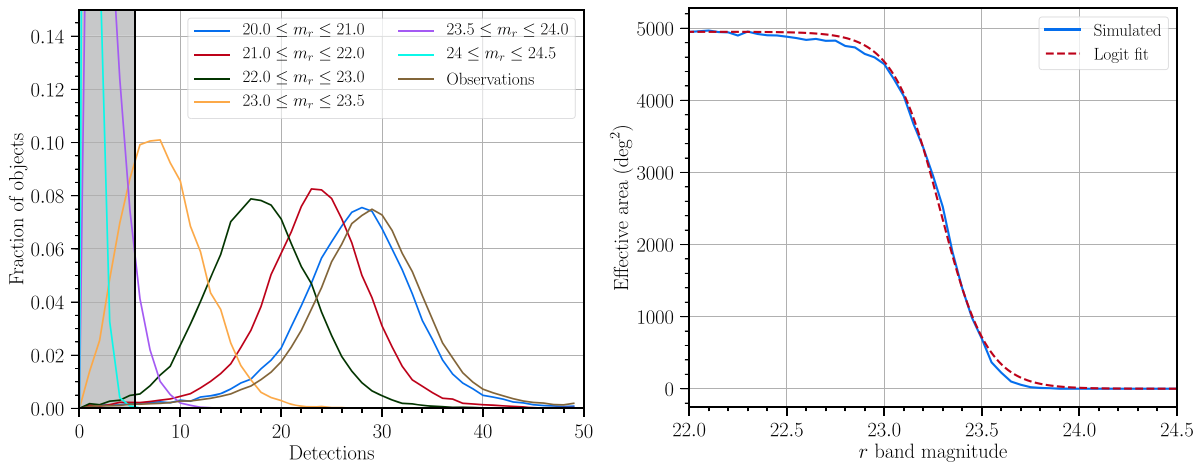 0.14
0.12
0.10
0.08
0.06
0.04
0.02
0.00
Fraction of objects
20.0 ≤ m_r ≤ 21.0
21.0 ≤ m_r ≤ 22.0
22.0 ≤ m_r ≤ 23.0
23.0 ≤ m_r ≤ 23.5
23.5 ≤ m_r ≤ 24.0
24 ≤ m_r ≤ 24.5
Observations
0 10 20 30 40 50
Detections
5000
4000
3000
2000
1000
0
Effective area (deg²)
Simulated
Logit fit
22.0 22.5 23.0 23.5 24.0 24.5
r band magnitude